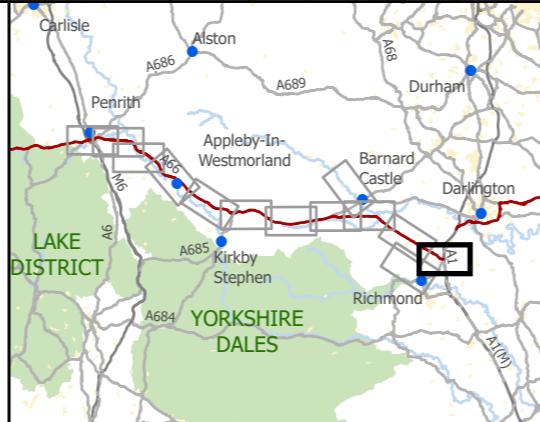 Carlisle
Alston
A686
A68
A689
Durham
Penrith
Appleby-In-
Westmorland
A66
Barnard
Castle
Darlington
M6
A6
LAKE
DISTRICT
A685
Kirkby
Stephen
A1
Richmond
A684
YORKSHIRE
DALES
A1(M)